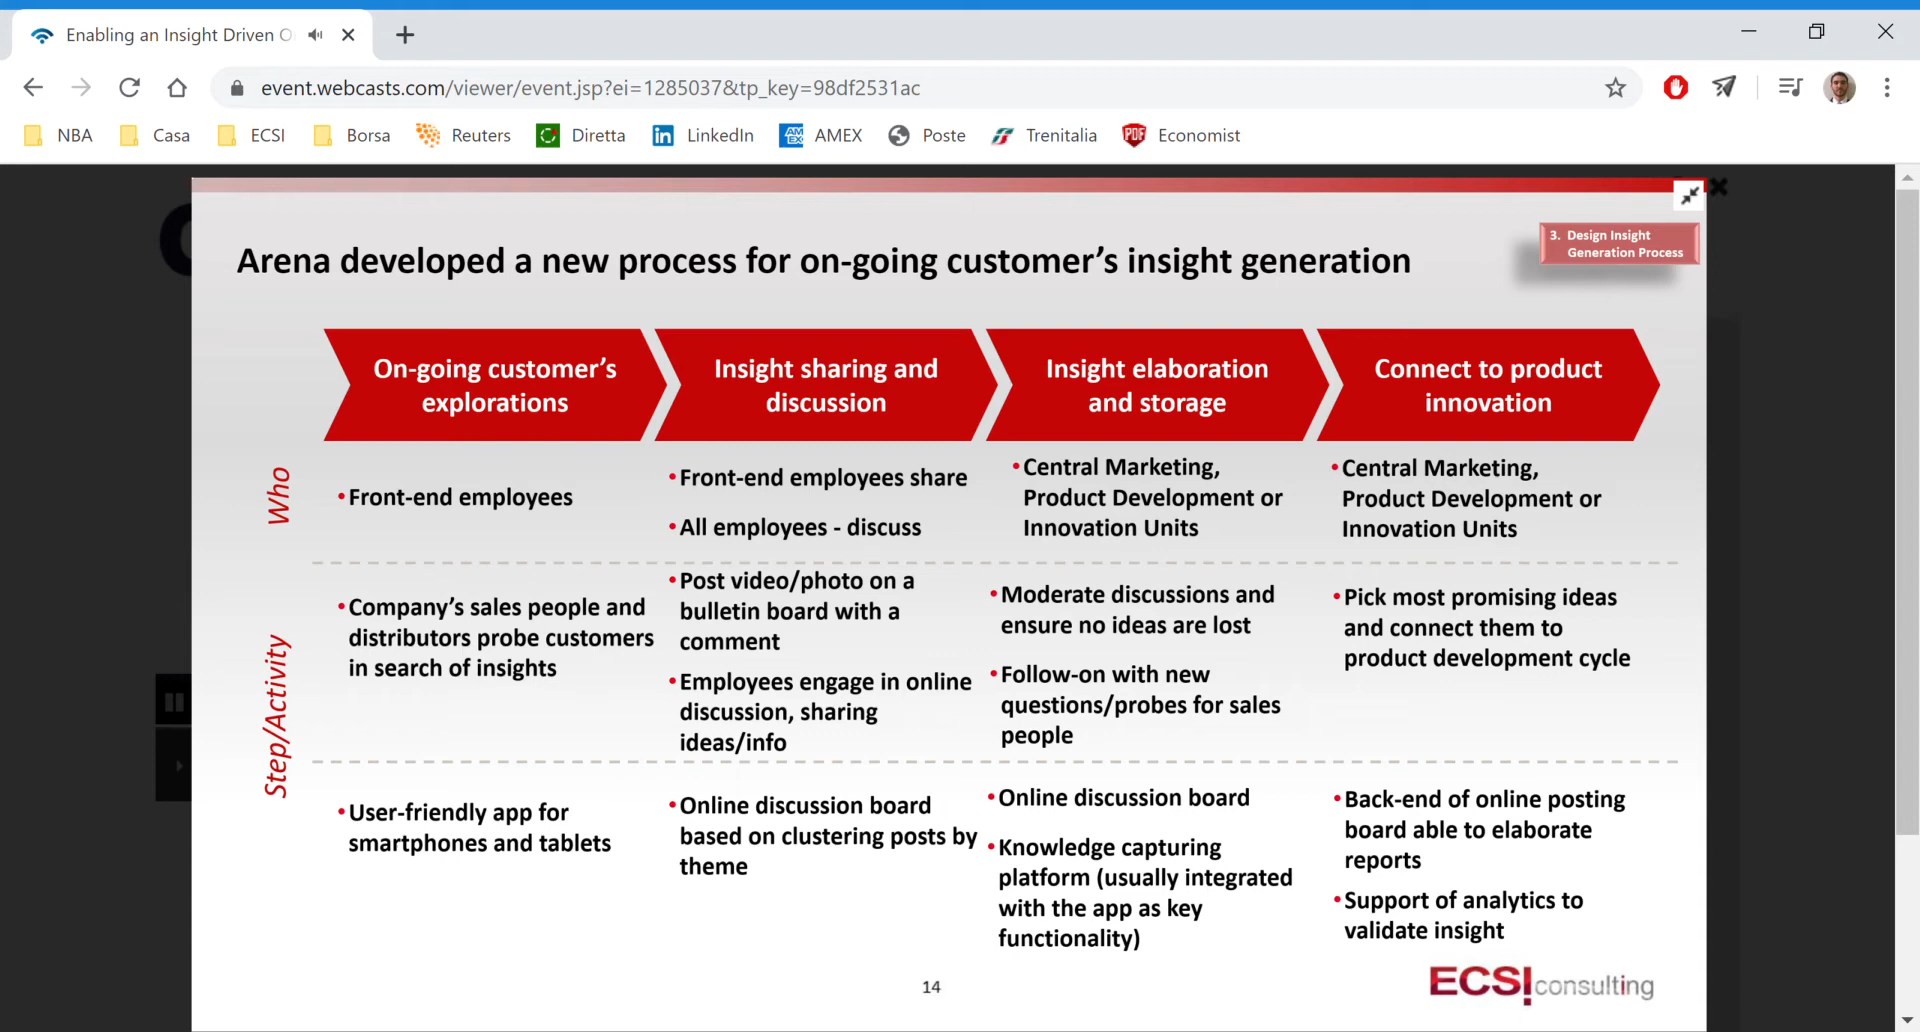 Enabling an Insight Driven O
event.webcasts.com/viewer/event.jsp?ei=1285037&tp_key=98df2531ac
NBA Casa ECSI Borsa Reuters Diretta LinkedIn AMEX Poste Trenitalia PDF Economist
3. Design Insight
Generation Process
Arena developed a new process for on-going customer's insight generation
On-going customer's
explorations
Insight sharing and
discussion
Insight elaboration
and storage
Connect to product
innovation
Who
•Front-end employees
•Front-end employees share
•All employees - discuss
•Central Marketing,
Product Development or
Innovation Units
•Central Marketing,
Product Development or
Innovation Units
Step/Activity
•Company's sales people and
distributors probe customers
in search of insights
•Post video/photo on a
bulletin board with a
comment
•Employees engage in online
discussion, sharing
ideas/info
•Moderate discussions and
ensure no ideas are lost
•Follow-on with new
questions/probes for sales
people
•Pick most promising ideas
and connect them to
product development cycle
•User-friendly app for
smartphones and tablets
•Online discussion board
based on clustering posts by
theme
•Online discussion board
•Knowledge capturing
platform (usually integrated
with the app as key
functionality)
•Back-end of online posting
board able to elaborate
reports
•Support of analytics to
validate insight
14
ECSI consulting